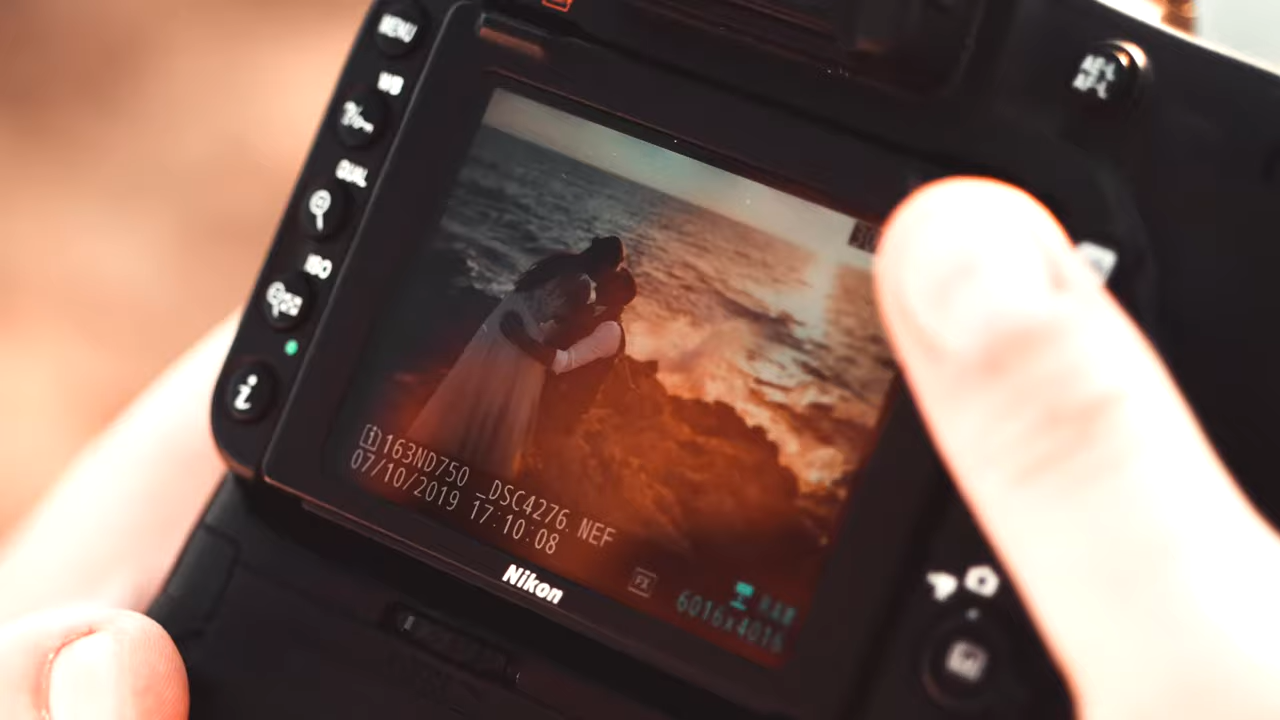 MENU
WB
QUAL
ISO
i
AE-L
AF-L
i 163ND750 _DSC4276. NEF
07/10/2019 17:10:08
FX
RAW
6016x4016
Nikon